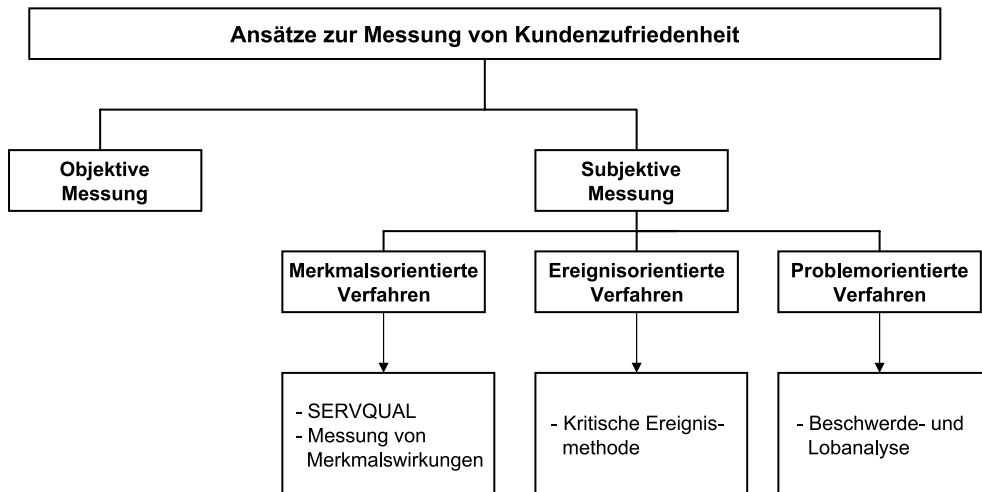 Ansätze zur Messung von Kundenzufriedenheit
Objektive
Messung
Subjektive
Messung
Merkmalsorientierte
Verfahren
Ereignisorientierte
Verfahren
Problemorientierte
Verfahren
- SERVQUAL
- Messung von
Merkmalswirkungen
- Kritische Ereignis-
methode
- Beschwerde- und
Lobanalyse